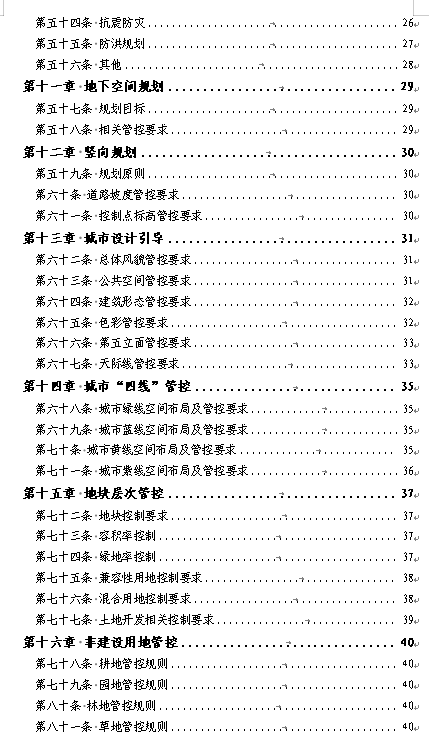 第五十四条 抗震防灾 26
第五十五条 防洪规划 27
第五十六条 其他 28
第十一章 地下空间规划 29
第五十七条 规划目标 29
第五十八条 相关管控要求 29
第十二章 竖向规划 30
第五十九条 规划原则 30
第六十条 道路坡度管控要求 30
第六十一条 控制点标高管控要求 30
第十三章 城市设计引导 31
第六十二条 总体风貌管控要求 31
第六十三条 公共空间管控要求 31
第六十四条 建筑形态管控要求 32
第六十五条 色彩管控要求 32
第六十六条 第五立面管控要求 33
第六十七条 天际线管控要求 33
第十四章 城市“四线”管控 35
第六十八条 城市绿线空间布局及管控要求 35
第六十九条 城市蓝线空间布局及管控要求 35
第七十条 城市黄线空间布局及管控要求 35
第七十一条 城市紫线空间布局及管控要求 36
第十五章 地块层次管控 37
第七十二条 地块控制要求 37
第七十三条 容积率控制 37
第七十四条 绿地率控制 37
第七十五条 兼容性用地控制要求 38
第七十六条 混合用地控制要求 38
第七十七条 土地开发相关控制要求 39
第十六章 非建设用地管控 40
第七十八条 耕地管控规则 40
第七十九条 园地管控规则 40
第八十条 林地管控规则 40
第八十一条 草地管控规则 40